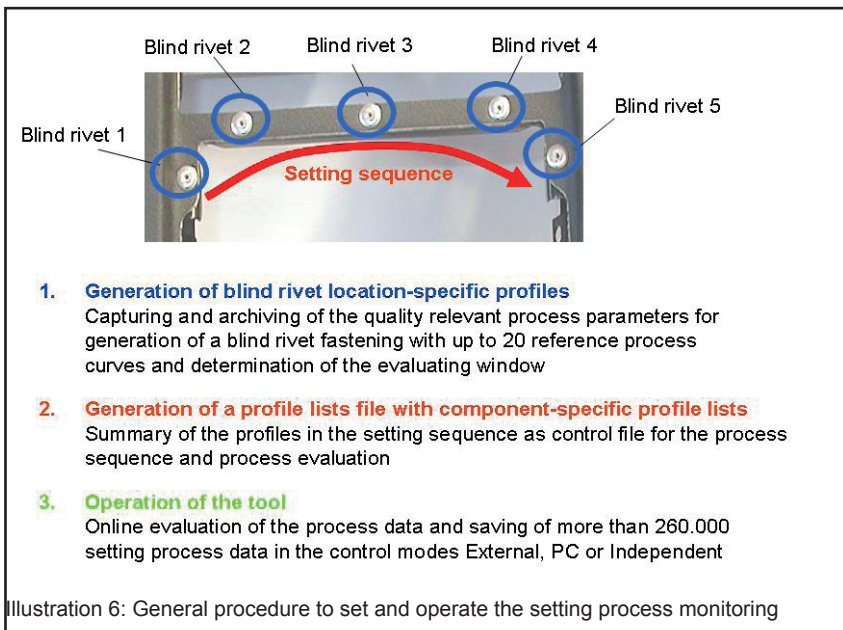 Blind rivet 2
Blind rivet 3
Blind rivet 4
Blind rivet 5
Blind rivet 1
Setting sequence
1. Generation of blind rivet location-specific profiles
Capturing and archiving of the quality relevant process parameters for
generation of a blind rivet fastening with up to 20 reference process
curves and determination of the evaluating window
2. Generation of a profile lists file with component-specific profile lists
Summary of the profiles in the setting sequence as control file for the process
sequence and process evaluation
3. Operation of the tool
Online evaluation of the process data and saving of more than 260.000
setting process data in the control modes External, PC or Independent
Illustration 6: General procedure to set and operate the setting process monitoring